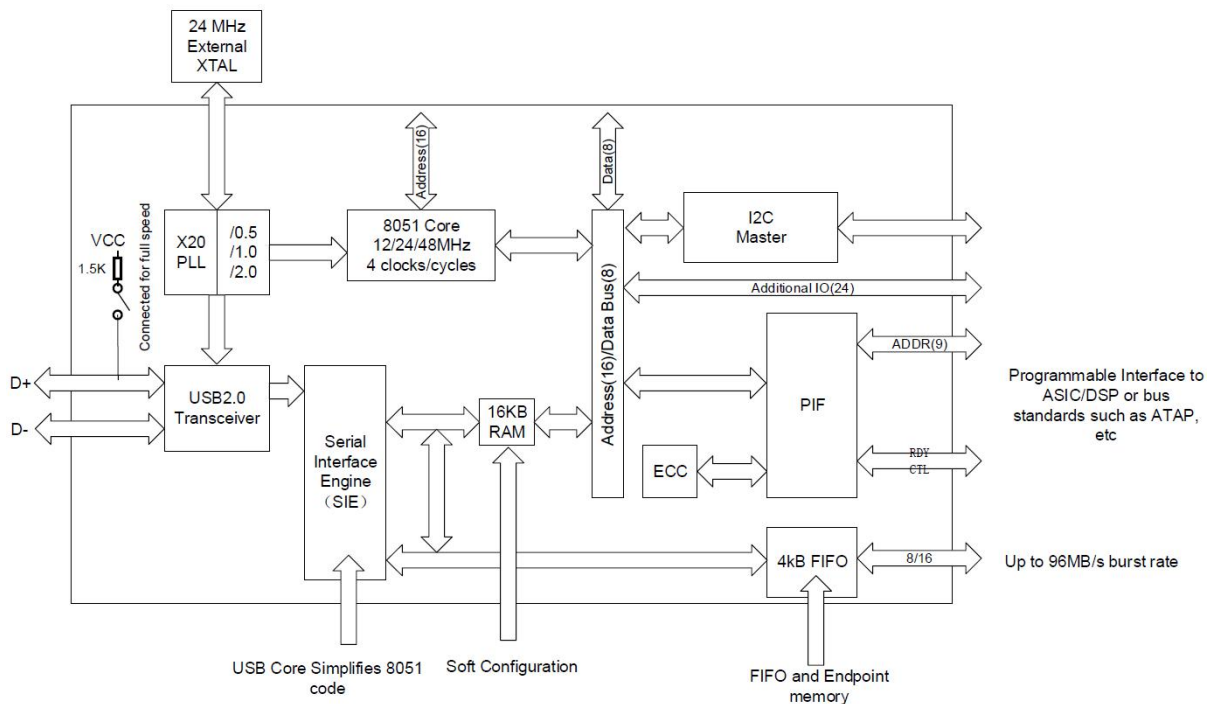 24 MHz
External
XTAL
Address(16)
Data(8)
Connected for full speed
VCC
1.5K
X20
PLL
/0.5
/1.0
/2.0
8051 Core
12/24/48MHz
4 clocks/cycles
I2C
Master
Additional IO(24)
Address(16)/Data Bus(8)
ADDR(9)
PIF
RDY
CTL
Programmable Interface to
ASIC/DSP or bus
standards such as ATAP,
etc
D+
D-
USB2.0
Transceiver
Serial
Interface
Engine
（SIE）
16KB
RAM
ECC
4kB FIFO
8/16
Up to 96MB/s burst rate
USB Core Simplifies 8051
code
Soft Configuration
FIFO and Endpoint
memory